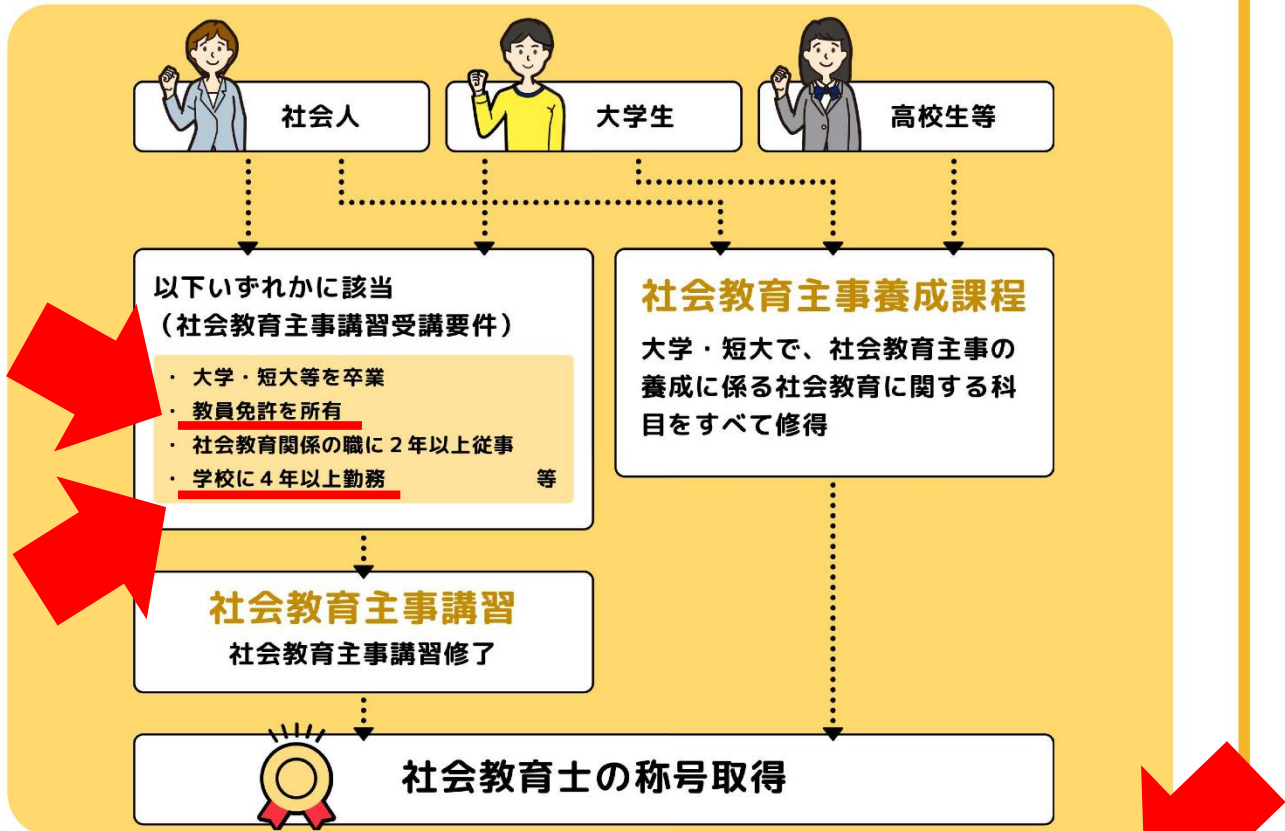 社会人
大学生
高校生等
以下いずれかに該当
（社会教育主事講習受講要件）
・ 大学・短大等を卒業
・ 教員免許を所有
・ 社会教育関係の職に２年以上従事
・ 学校に４年以上勤務 等
社会教育主事養成課程
大学・短大で、社会教育主事の
養成に係る社会教育に関する科
目をすべて修得
社会教育主事講習
社会教育主事講習修了
社会教育士の称号取得